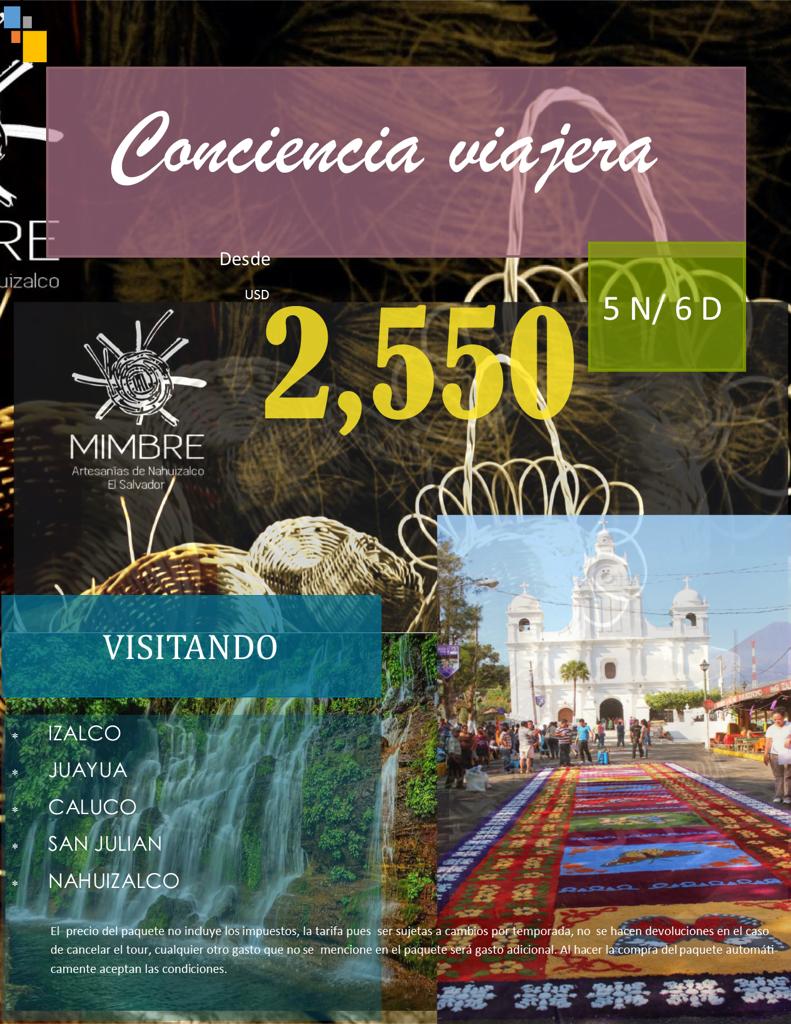 Conciencia viajera
RE
uizalco
Desde
USD
2,550
5 N/ 6 D
MIMBRE
Artesanías de Nahuizalco
El Salvador
VISITANDO
* IZALCO
* JUAYUA
* CALUCO
* SAN JULIAN
* NAHUIZALCO
El precio del paquete no incluye los impuestos, la tarifa pues ser sujetas a cambios por temporada, no se hacen devoluciones en el caso
de cancelar el tour, cualquier otro gasto que no se mencione en el paquete será gasto adicional. Al hacer la compra del paquete automáti
camente aceptan las condiciones.